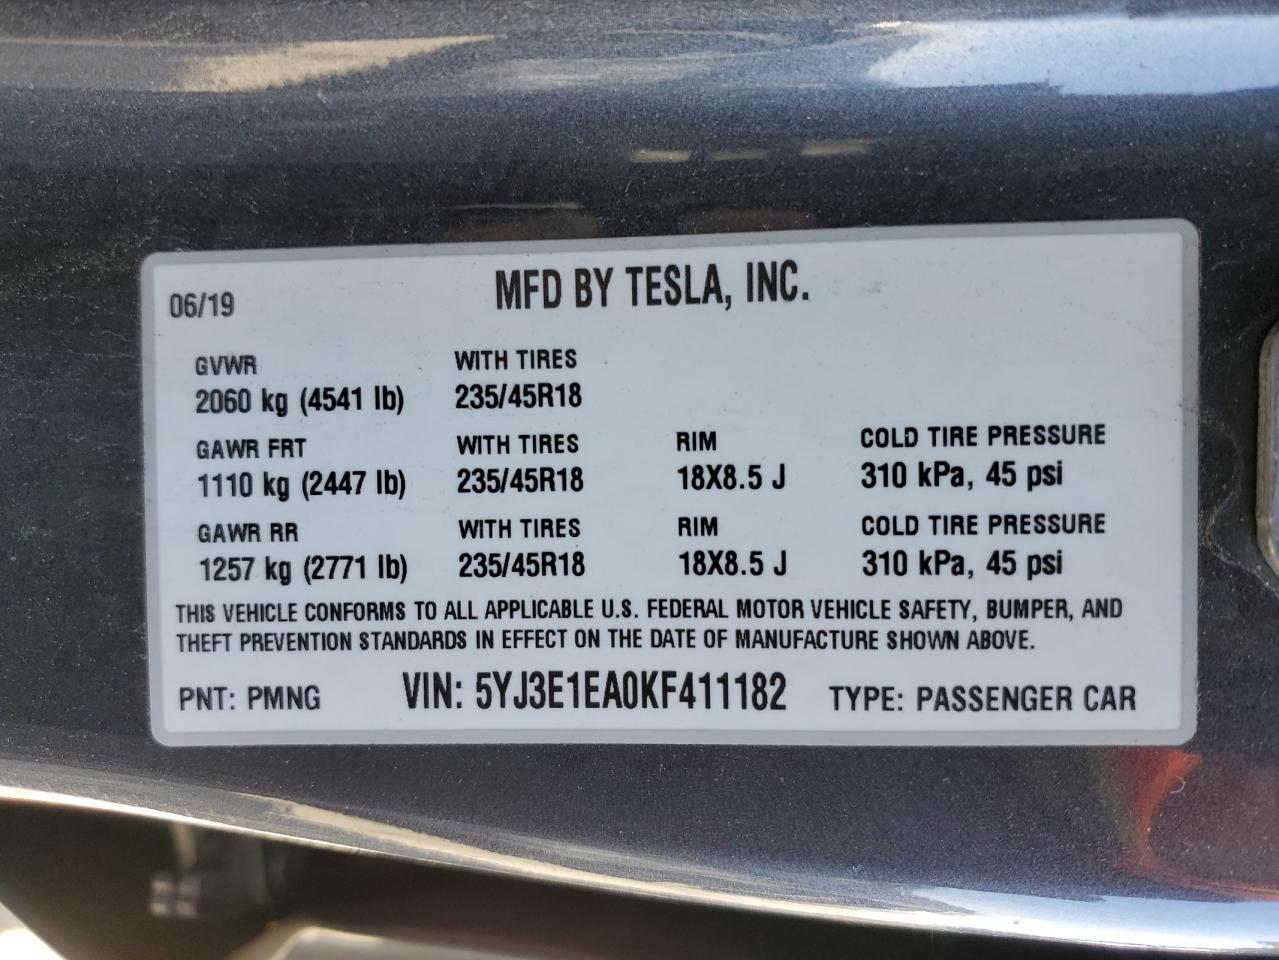 MFD BY TESLA, INC.
06/19
GVWR WITH TIRES
2060 kg (4541 lb) 235/45R18
GAWR FRT WITH TIRES RIM COLD TIRE PRESSURE
1110 kg (2447 lb) 235/45R18 18X8.5 J 310 kPa, 45 psi
GAWR RR WITH TIRES RIM COLD TIRE PRESSURE
1257 kg (2771 lb) 235/45R18 18X8.5 J 310 kPa, 45 psi
THIS VEHICLE CONFORMS TO ALL APPLICABLE U.S. FEDERAL MOTOR VEHICLE SAFETY, BUMPER, AND
THEFT PREVENTION STANDARDS IN EFFECT ON THE DATE OF MANUFACTURE SHOWN ABOVE.
PNT: PMNG VIN: 5YJ3E1EA0KF411182 TYPE: PASSENGER CAR